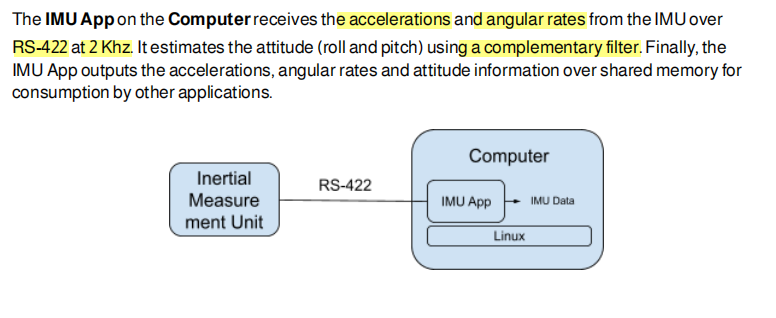 The IMU App on the Computer receives the accelerations and angular rates from the IMU over
RS-422 at 2 Khz. It estimates the attitude (roll and pitch) using a complementary filter. Finally, the
IMU App outputs the accelerations, angular rates and attitude information over shared memory for
consumption by other applications.
Computer
Inertial
Measure
ment Unit
RS-422
IMU App
IMU Data
Linux